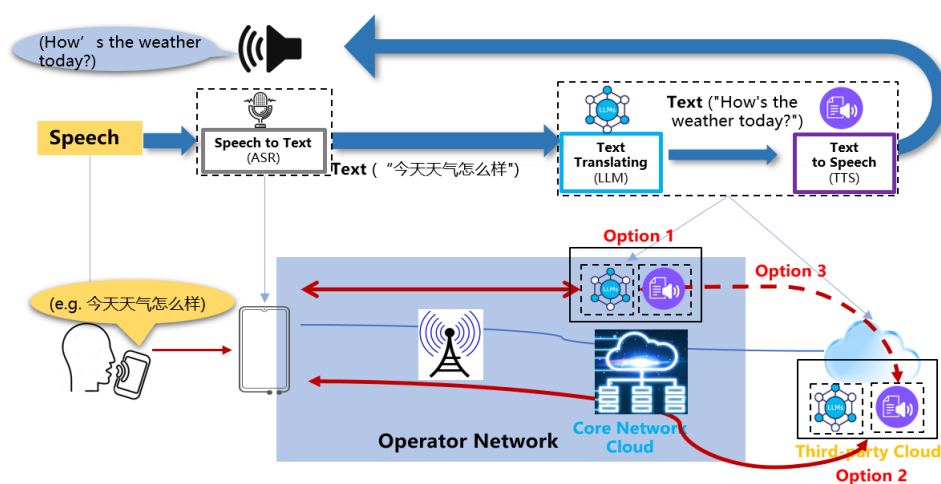 (How’s the weather
today?)
Speech
Speech to Text
(ASR)
Text (“今天天气怎么样")
LLMs
Text ("How's the
weather today?")
Text
Translating
(LLM)
Text
to Speech
(TTS)
Option 1
LLMs
Option 3
(e.g. 今天天气怎么样)
Operator Network
Core Network
Cloud
LLMs
Third-party Cloud
Option 2